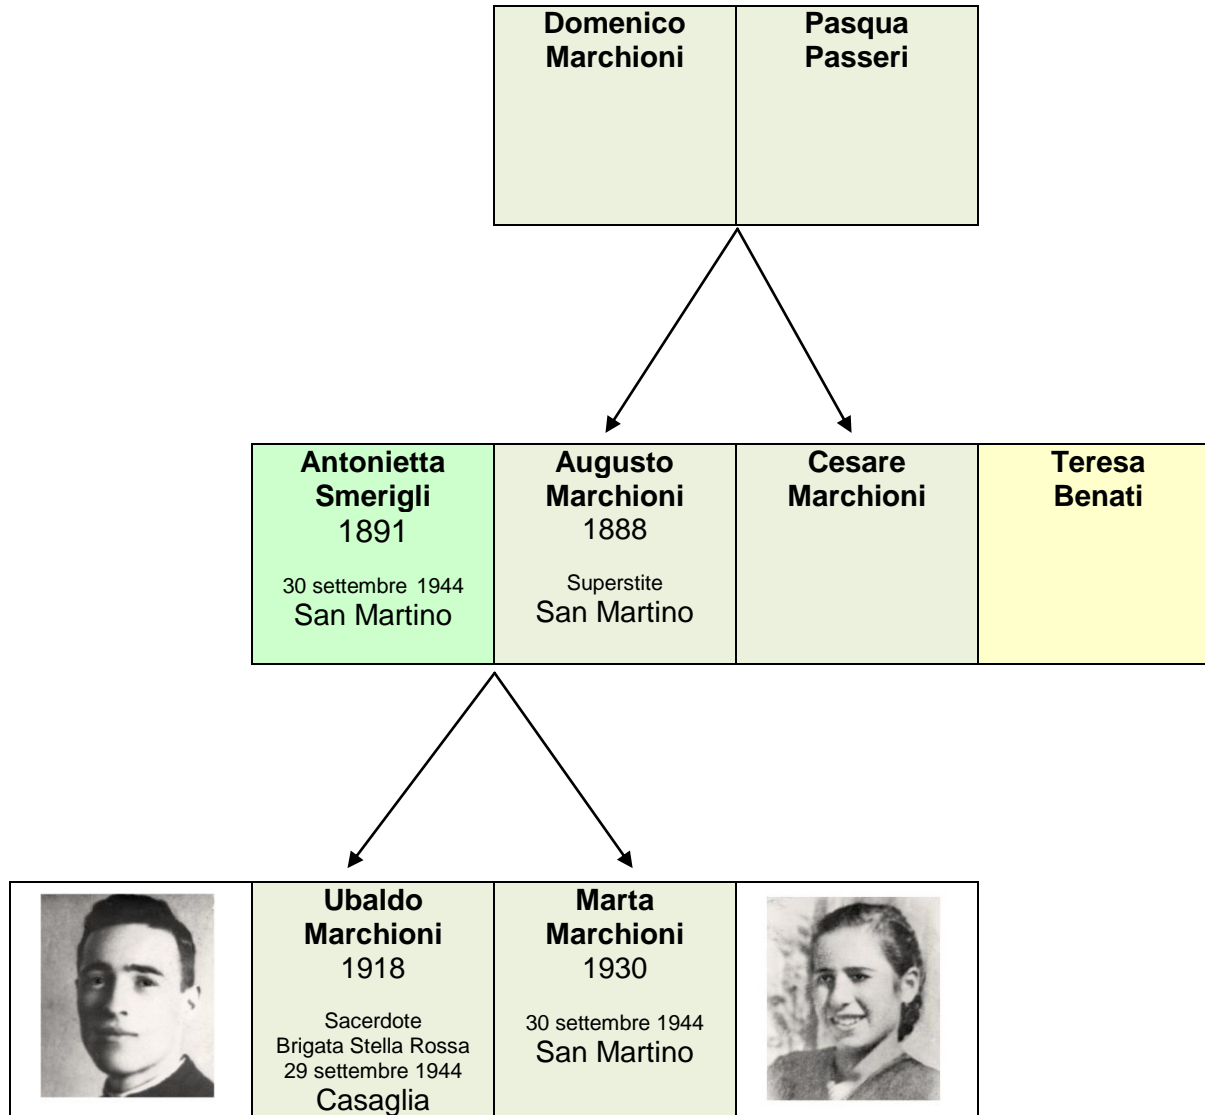 Domenico
Marchioni
Pasqua
Passeri
Antonietta
Smerigli
1891
30 settembre 1944
San Martino
Augusto
Marchioni
1888
Superstite
San Martino
Cesare
Marchioni
Teresa
Benati
Ubaldo
Marchioni
1918
Sacerdote
Brigata Stella Rossa
29 settembre 1944
Casaglia
Marta
Marchioni
1930
30 settembre 1944
San Martino